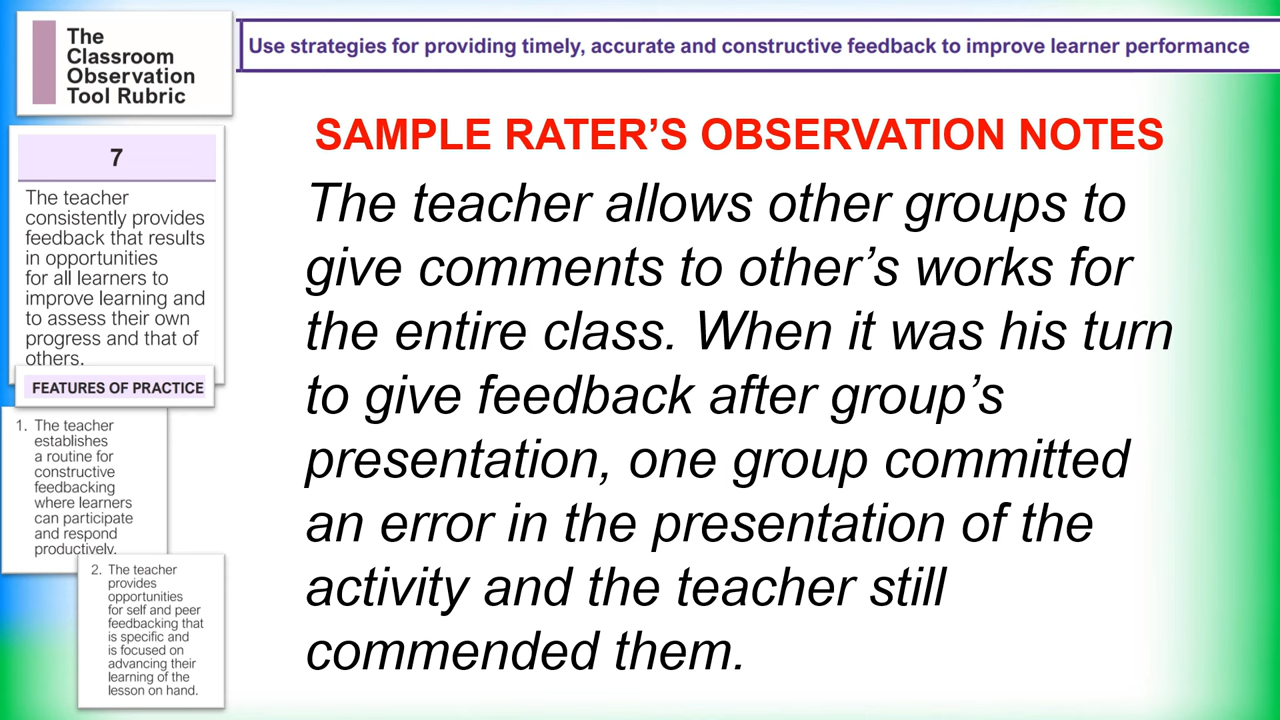 The
Classroom
Observation
Tool Rubric
Use strategies for providing timely, accurate and constructive feedback to improve learner performance
7
The teacher
consistently provides
feedback that results
in opportunities
for all learners to
improve learning and
to assess their own
progress and that of
others.
FEATURES OF PRACTICE
1. The teacher
establishes
a routine for
constructive
feedbacking
where learners
can participate
and respond
productively.
2. The teacher
provides
opportunities
for self and peer
feedbacking that
is specific and
is focused on
advancing their
learning of the
lesson on hand.
SAMPLE RATER’S OBSERVATION NOTES
The teacher allows other groups to
give comments to other’s works for
the entire class. When it was his turn
to give feedback after group’s
presentation, one group committed
an error in the presentation of the
activity and the teacher still
commended them.